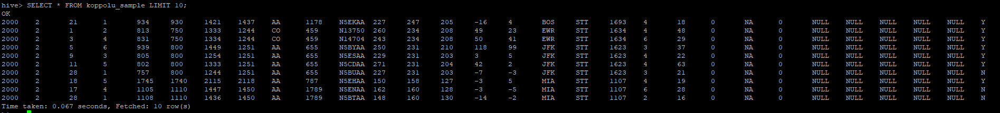 hive> SELECT * FROM koppolu_sample LIMIT 10;
OK
2000 2 21 1 934 930 1421 1437 AA 1178 N5EKAA 227 247 205 -16 4 BOS STT 1693 4 18 0 NA 0 NULL NULL NULL NULL NULL Y
2000 2 1 2 813 750 1333 1244 CO 459 N13750 260 234 208 49 23 EWR STT 1634 4 48 0 NA 0 NULL NULL NULL NULL NULL Y
2000 2 3 4 831 750 1334 1244 CO 459 N14704 243 234 208 50 41 EWR STT 1634 6 29 0 NA 0 NULL NULL NULL NULL NULL Y
2000 2 5 6 939 800 1449 1251 AA 655 N5BYAA 250 231 210 118 99 JFK STT 1623 3 37 0 NA 0 NULL NULL NULL NULL NULL Y
2000 2 9 3 805 800 1254 1251 AA 655 N5ESAA 229 231 203 3 5 JFK STT 1623 4 22 0 NA 0 NULL NULL NULL NULL NULL Y
2000 2 11 5 802 800 1333 1251 AA 655 N5CDAA 271 231 204 42 2 JFK STT 1623 4 63 0 NA 0 NULL NULL NULL NULL NULL Y
2000 2 28 1 757 800 1244 1251 AA 655 N5BUAA 227 231 203 -7 -3 JFK STT 1623 3 21 0 NA 0 NULL NULL NULL NULL NULL N
2000 2 18 5 1745 1740 2115 2118 AA 787 N5EHAA 150 158 127 -3 5 MIA STT 1107 4 19 0 NA 0 NULL NULL NULL NULL NULL Y
2000 2 17 4 1105 1110 1447 1450 AA 1789 N5ENAA 162 160 128 -3 -5 MIA STT 1107 6 28 0 NA 0 NULL NULL NULL NULL NULL N
2000 2 28 1 1108 1110 1436 1450 AA 1789 N5BTAA 148 160 130 -14 -2 MIA STT 1107 2 16 0 NA 0 NULL NULL NULL NULL NULL N
Time taken: 0.067 seconds, Fetched: 10 row(s)